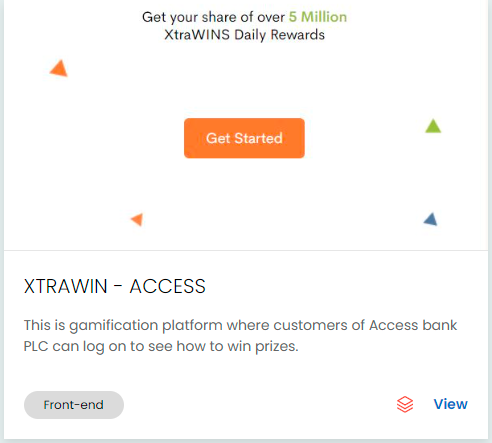 Get your share of over 5 Million
XtraWINS Daily Rewards
Get Started
XTRAWIN - ACCESS
This is gamification platform where customers of Access bank
PLC can log on to see how to win prizes.
Front-end
View